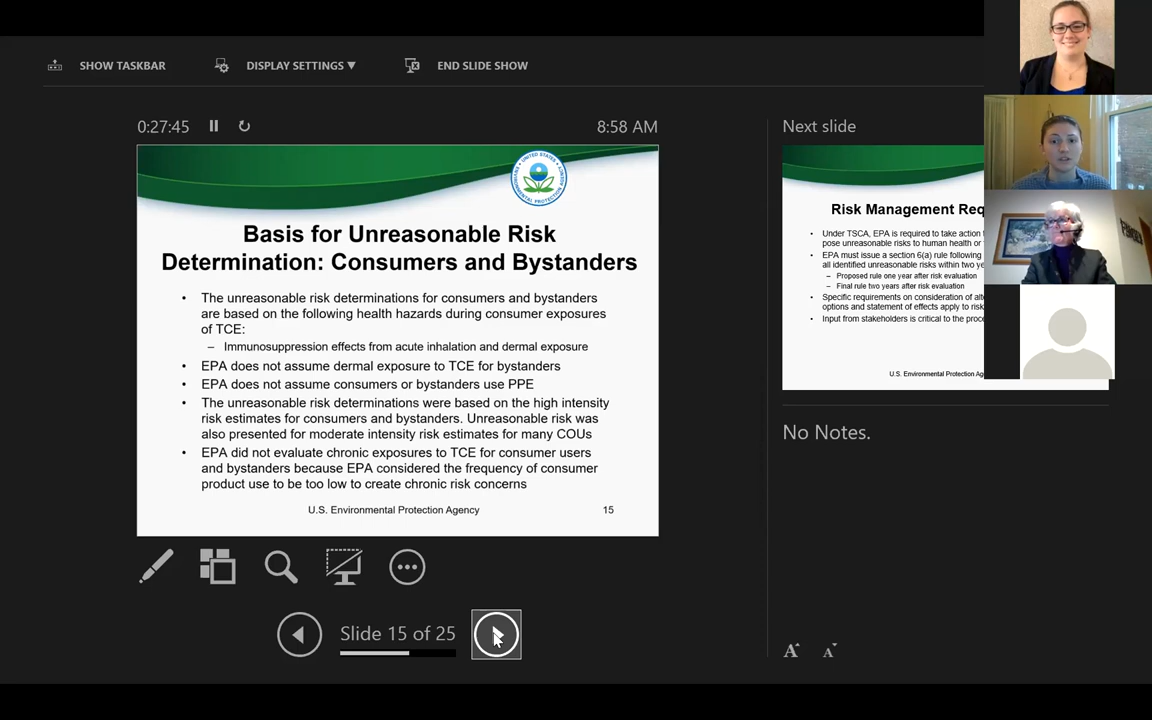 SHOW TASKBAR
DISPLAY SETTINGS ▼
END SLIDE SHOW
0:27:45
8:58 AM
UNITED STATES
ENVIRONMENTAL PROTECTION AGENCY
Basis for Unreasonable Risk
Determination: Consumers and Bystanders
• The unreasonable risk determinations for consumers and bystanders
are based on the following health hazards during consumer exposures
of TCE:
– Immunosuppression effects from acute inhalation and dermal exposure
• EPA does not assume dermal exposure to TCE for bystanders
• EPA does not assume consumers or bystanders use PPE
• The unreasonable risk determinations were based on the high intensity
risk estimates for consumers and bystanders. Unreasonable risk was
also presented for moderate intensity risk estimates for many COUs
• EPA did not evaluate chronic exposures to TCE for consumer users
and bystanders because EPA considered the frequency of consumer
product use to be too low to create chronic risk concerns
U.S. Environmental Protection Agency
15
Slide 15 of 25
Next slide
Risk Management Req
• Under TSCA, EPA is required to take action
pose unreasonable risks to human health or
• EPA must issue a section 6(a) rule following
all identified unreasonable risks within two ye
– Proposed rule one year after risk evaluation
– Final rule two years after risk evaluation
• Specific requirements on consideration of alt
options and statement of effects apply to risk
• Input from stakeholders is critical to the proce
U.S. Environmental Protection Ag
No Notes.
A A